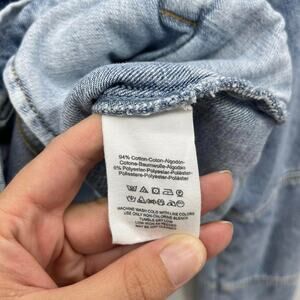 94% Cotton-Coton-Algodón-
Cotone-Baumwolle-Algodão
6% Polyester-Polyester-Poliéster-
Poliestere-Polyester-Poliéster
MACHINE WASH COLD WITH LIKE COLORS
USE ONLY NON-CHLORINE BLEACH
TUMBLE DRY LOW